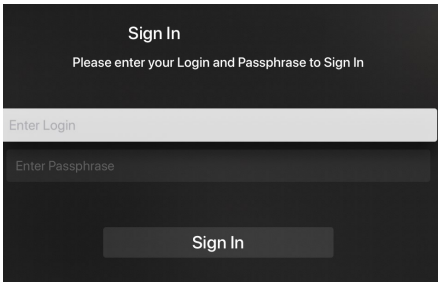 Sign In
Please enter your Login and Passphrase to Sign In
Enter Login
Enter Passphrase
Sign In